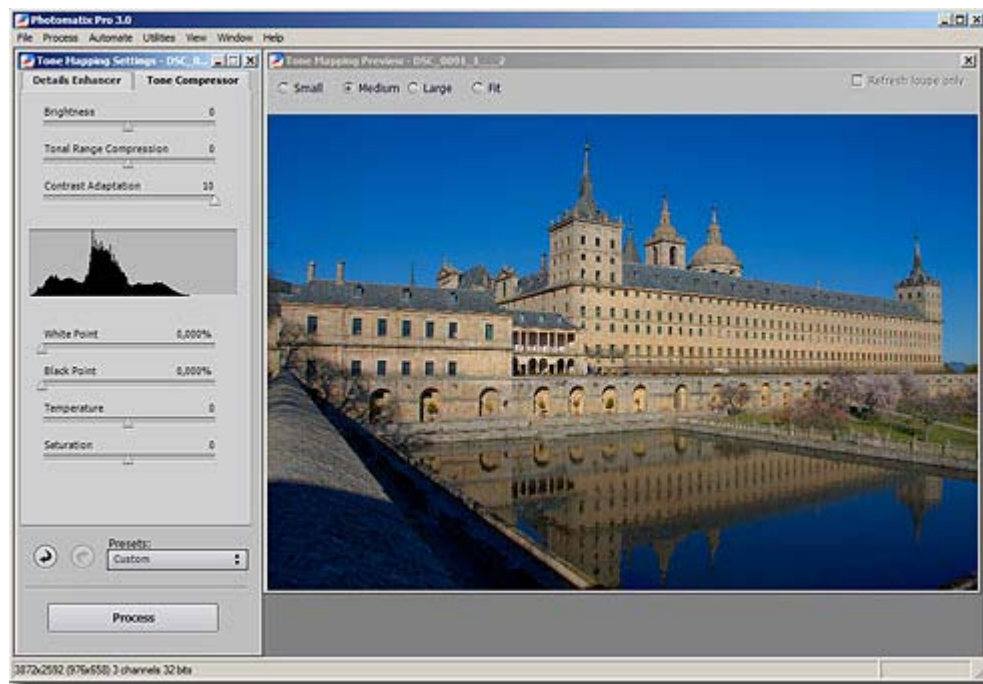 Photomatix Pro 3.0
File Process Automate Utilities View Window Help
Tone Mapping Settings - DSC_0...
Details Enhancer Tone Compressor
Brightness 0
Tonal Range Compression 0
Contrast Adaptation 10
White Point 0,000%
Black Point 0,000%
Temperature 0
Saturation 0
Presets:
Custom
Process
Tone Mapping Preview - DSC_0091_1_...2
Small Medium Large Fit
Refresh loupe only
3872x2592 (976x658) 3 channels 32 bits